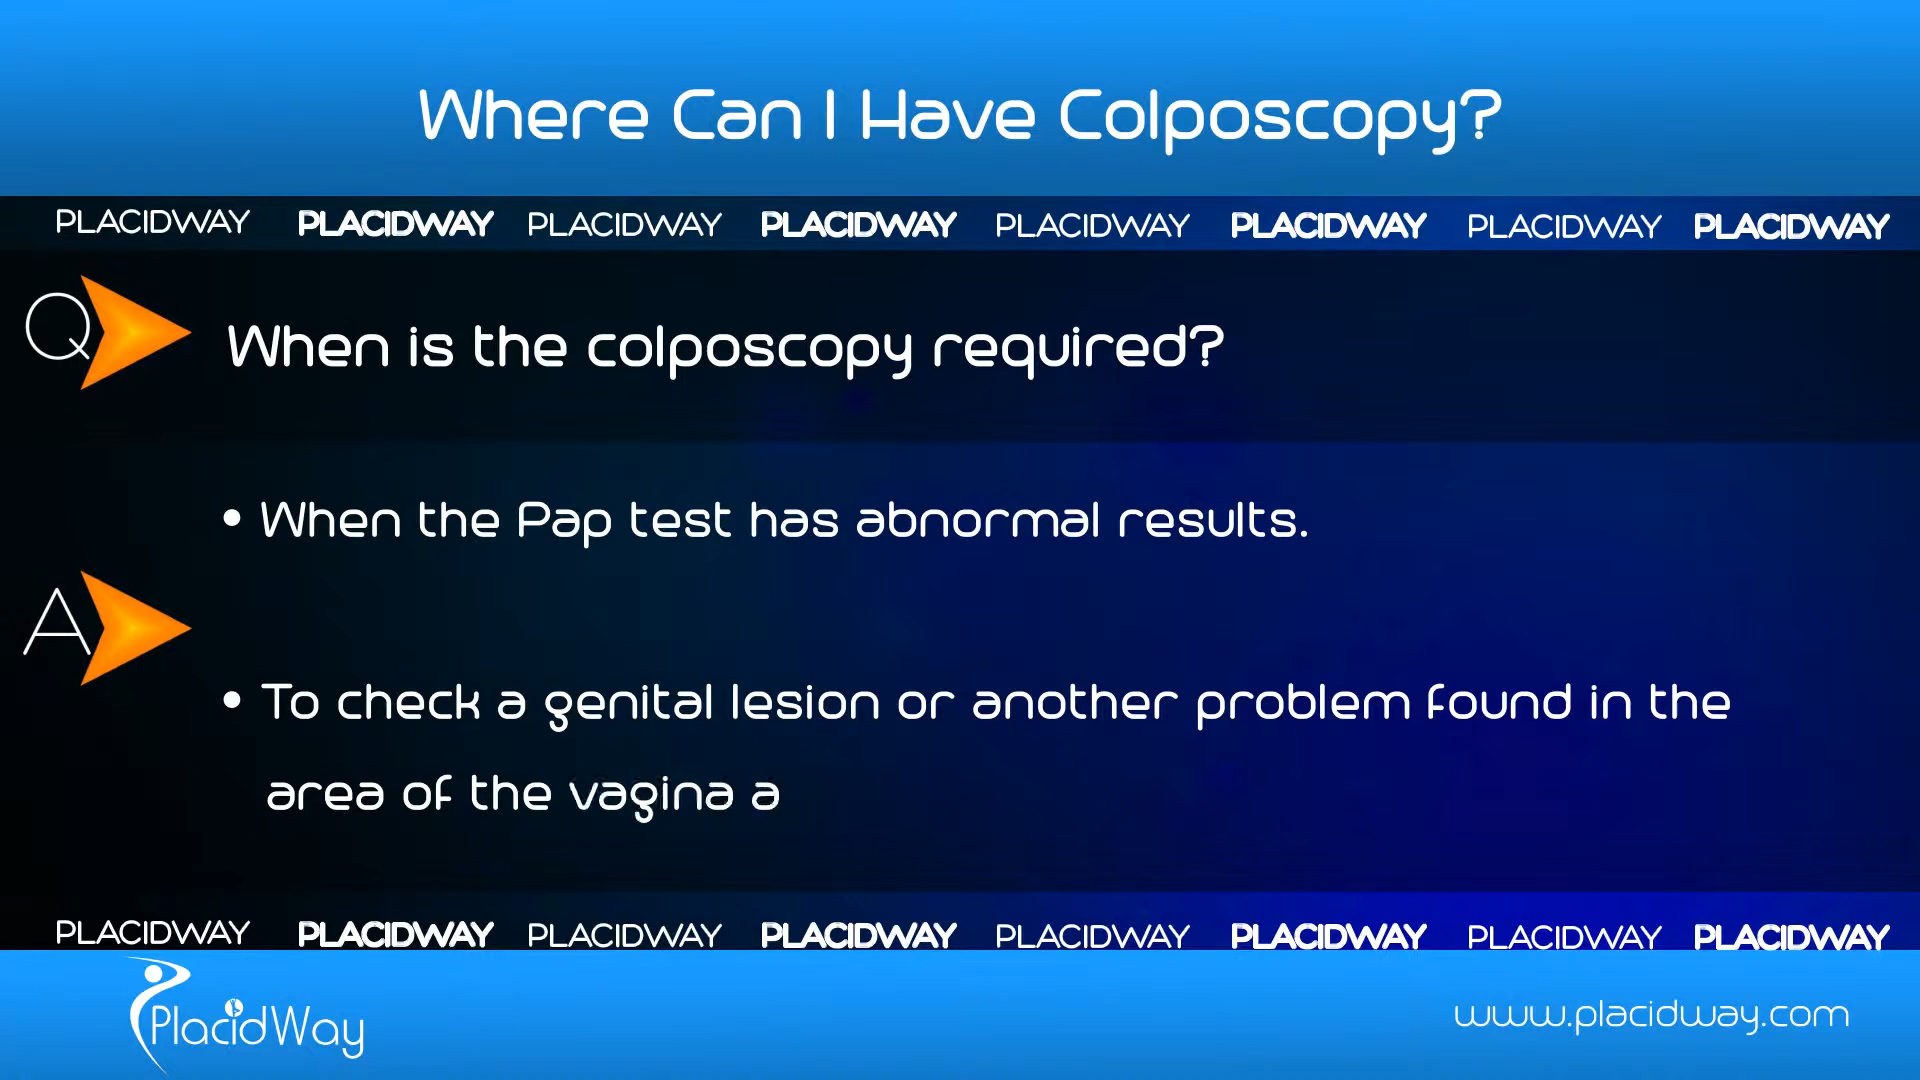 Where Can I Have Colposcopy?
PLACIDWAY PLACIDWAY PLACIDWAY PLACIDWAY PLACIDWAY PLACIDWAY PLACIDWAY PLACIDWAY
Q
When is the colposcopy required?
• When the Pap test has abnormal results.
A
• To check a genital lesion or another problem found in the
area of the vagina a
PLACIDWAY PLACIDWAY PLACIDWAY PLACIDWAY PLACIDWAY PLACIDWAY PLACIDWAY PLACIDWAY
PlacidWay
www.placidway.com